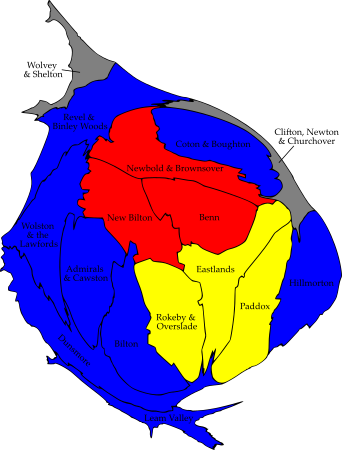 Wolvey
& Shelton
Revel &
Binley Woods
Coton & Boughton
Clifton, Newton
& Churchover
Newbold & Brownsover
New Bilton
Benn
Wolston
& the
Lawfords
Admirals
& Cawston
Eastlands
Hillmorton
Paddox
Rokeby &
Overslade
Bilton
Dunsmore
Leam Valley